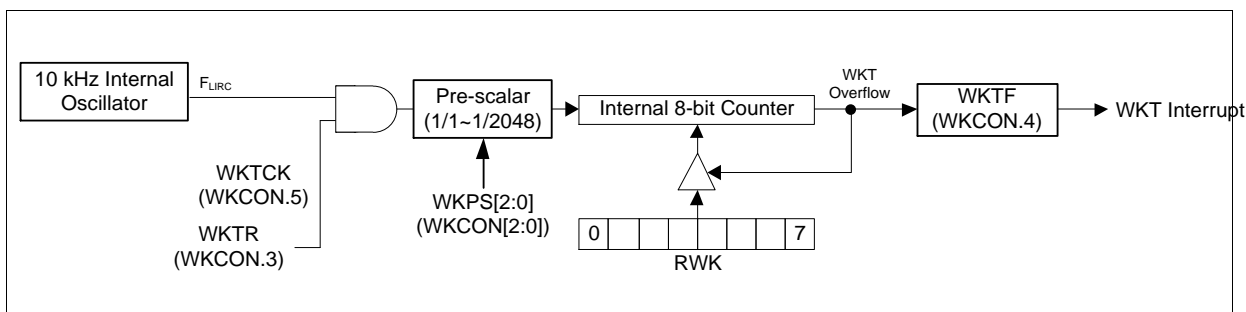 10 kHz Internal
Oscillator
FLIRC
WKTCK
(WKCON.5)
WKTR
(WKCON.3)
Pre-scalar
(1/1~1/2048)
WKPS[2:0]
(WKCON[2:0])
Internal 8-bit Counter
0
7
RWK
WKT
Overflow
WKTF
(WKCON.4)
WKT Interrupt